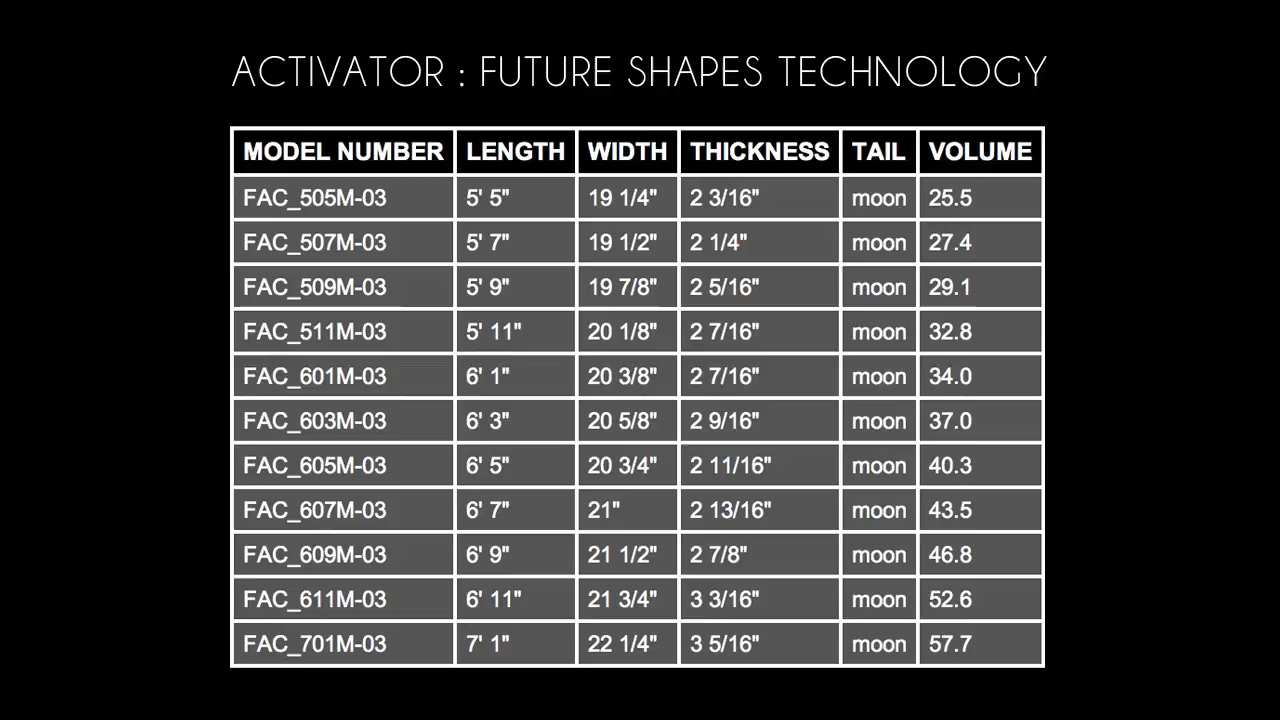 ACTIVATOR : FUTURE SHAPES TECHNOLOGY
MODEL NUMBER LENGTH WIDTH THICKNESS TAIL VOLUME
FAC_505M-03 5' 5" 19 1/4" 2 3/16" moon 25.5
FAC_507M-03 5' 7" 19 1/2" 2 1/4" moon 27.4
FAC_509M-03 5' 9" 19 7/8" 2 5/16" moon 29.1
FAC_511M-03 5' 11" 20 1/8" 2 7/16" moon 32.8
FAC_601M-03 6' 1" 20 3/8" 2 7/16" moon 34.0
FAC_603M-03 6' 3" 20 5/8" 2 9/16" moon 37.0
FAC_605M-03 6' 5" 20 3/4" 2 11/16" moon 40.3
FAC_607M-03 6' 7" 21" 2 13/16" moon 43.5
FAC_609M-03 6' 9" 21 1/2" 2 7/8" moon 46.8
FAC_611M-03 6' 11" 21 3/4" 3 3/16" moon 52.6
FAC_701M-03 7' 1" 22 1/4" 3 5/16" moon 57.7